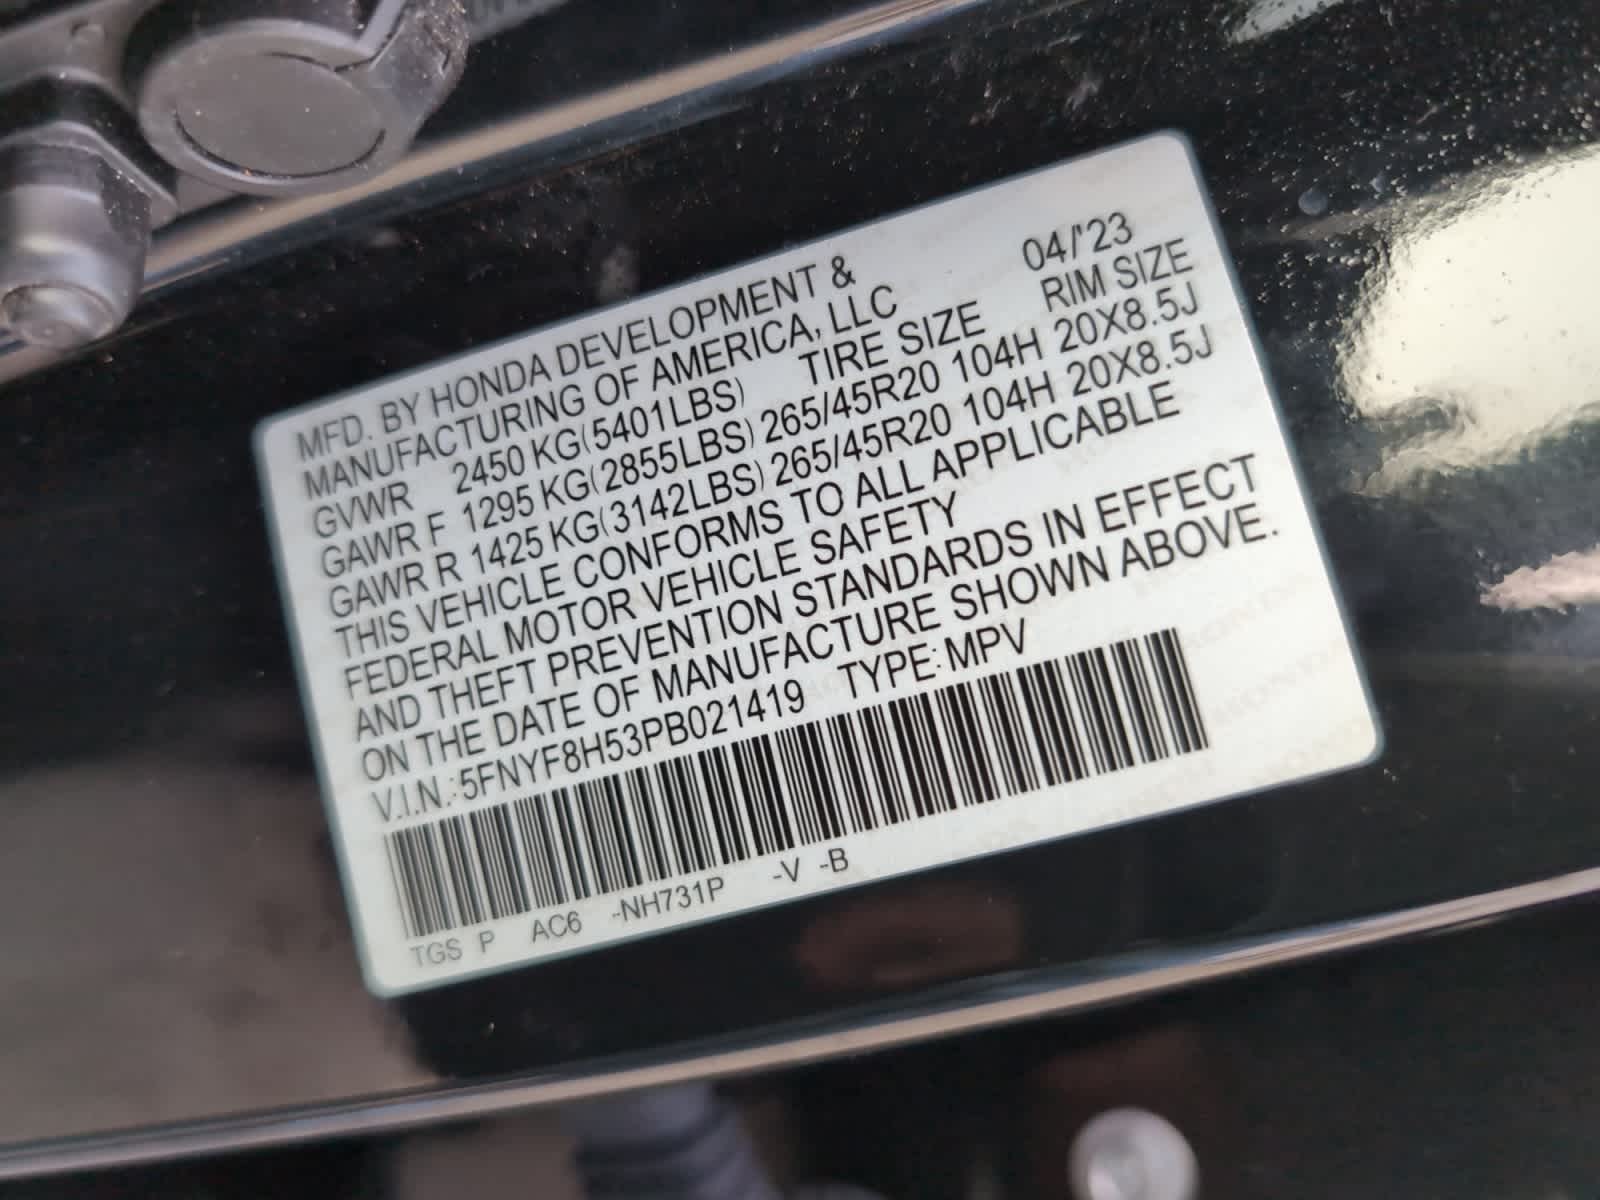 MFD. BY HONDA DEVELOPMENT &
MANUFACTURING OF AMERICA, LLC 04/'23
GVWR 2450 KG(5401LBS) TIRE SIZE RIM SIZE
GAWR F 1295 KG(2855LBS) 265/45R20 104H 20X8.5J
GAWR R 1425 KG(3142LBS) 265/45R20 104H 20X8.5J
THIS VEHICLE CONFORMS TO ALL APPLICABLE
FEDERAL MOTOR VEHICLE SAFETY
AND THEFT PREVENTION STANDARDS IN EFFECT
ON THE DATE OF MANUFACTURE SHOWN ABOVE.
V.I.N.: 5FNYF8H53PB021419 TYPE: MPV
TGS P AC6 -NH731P -V -B